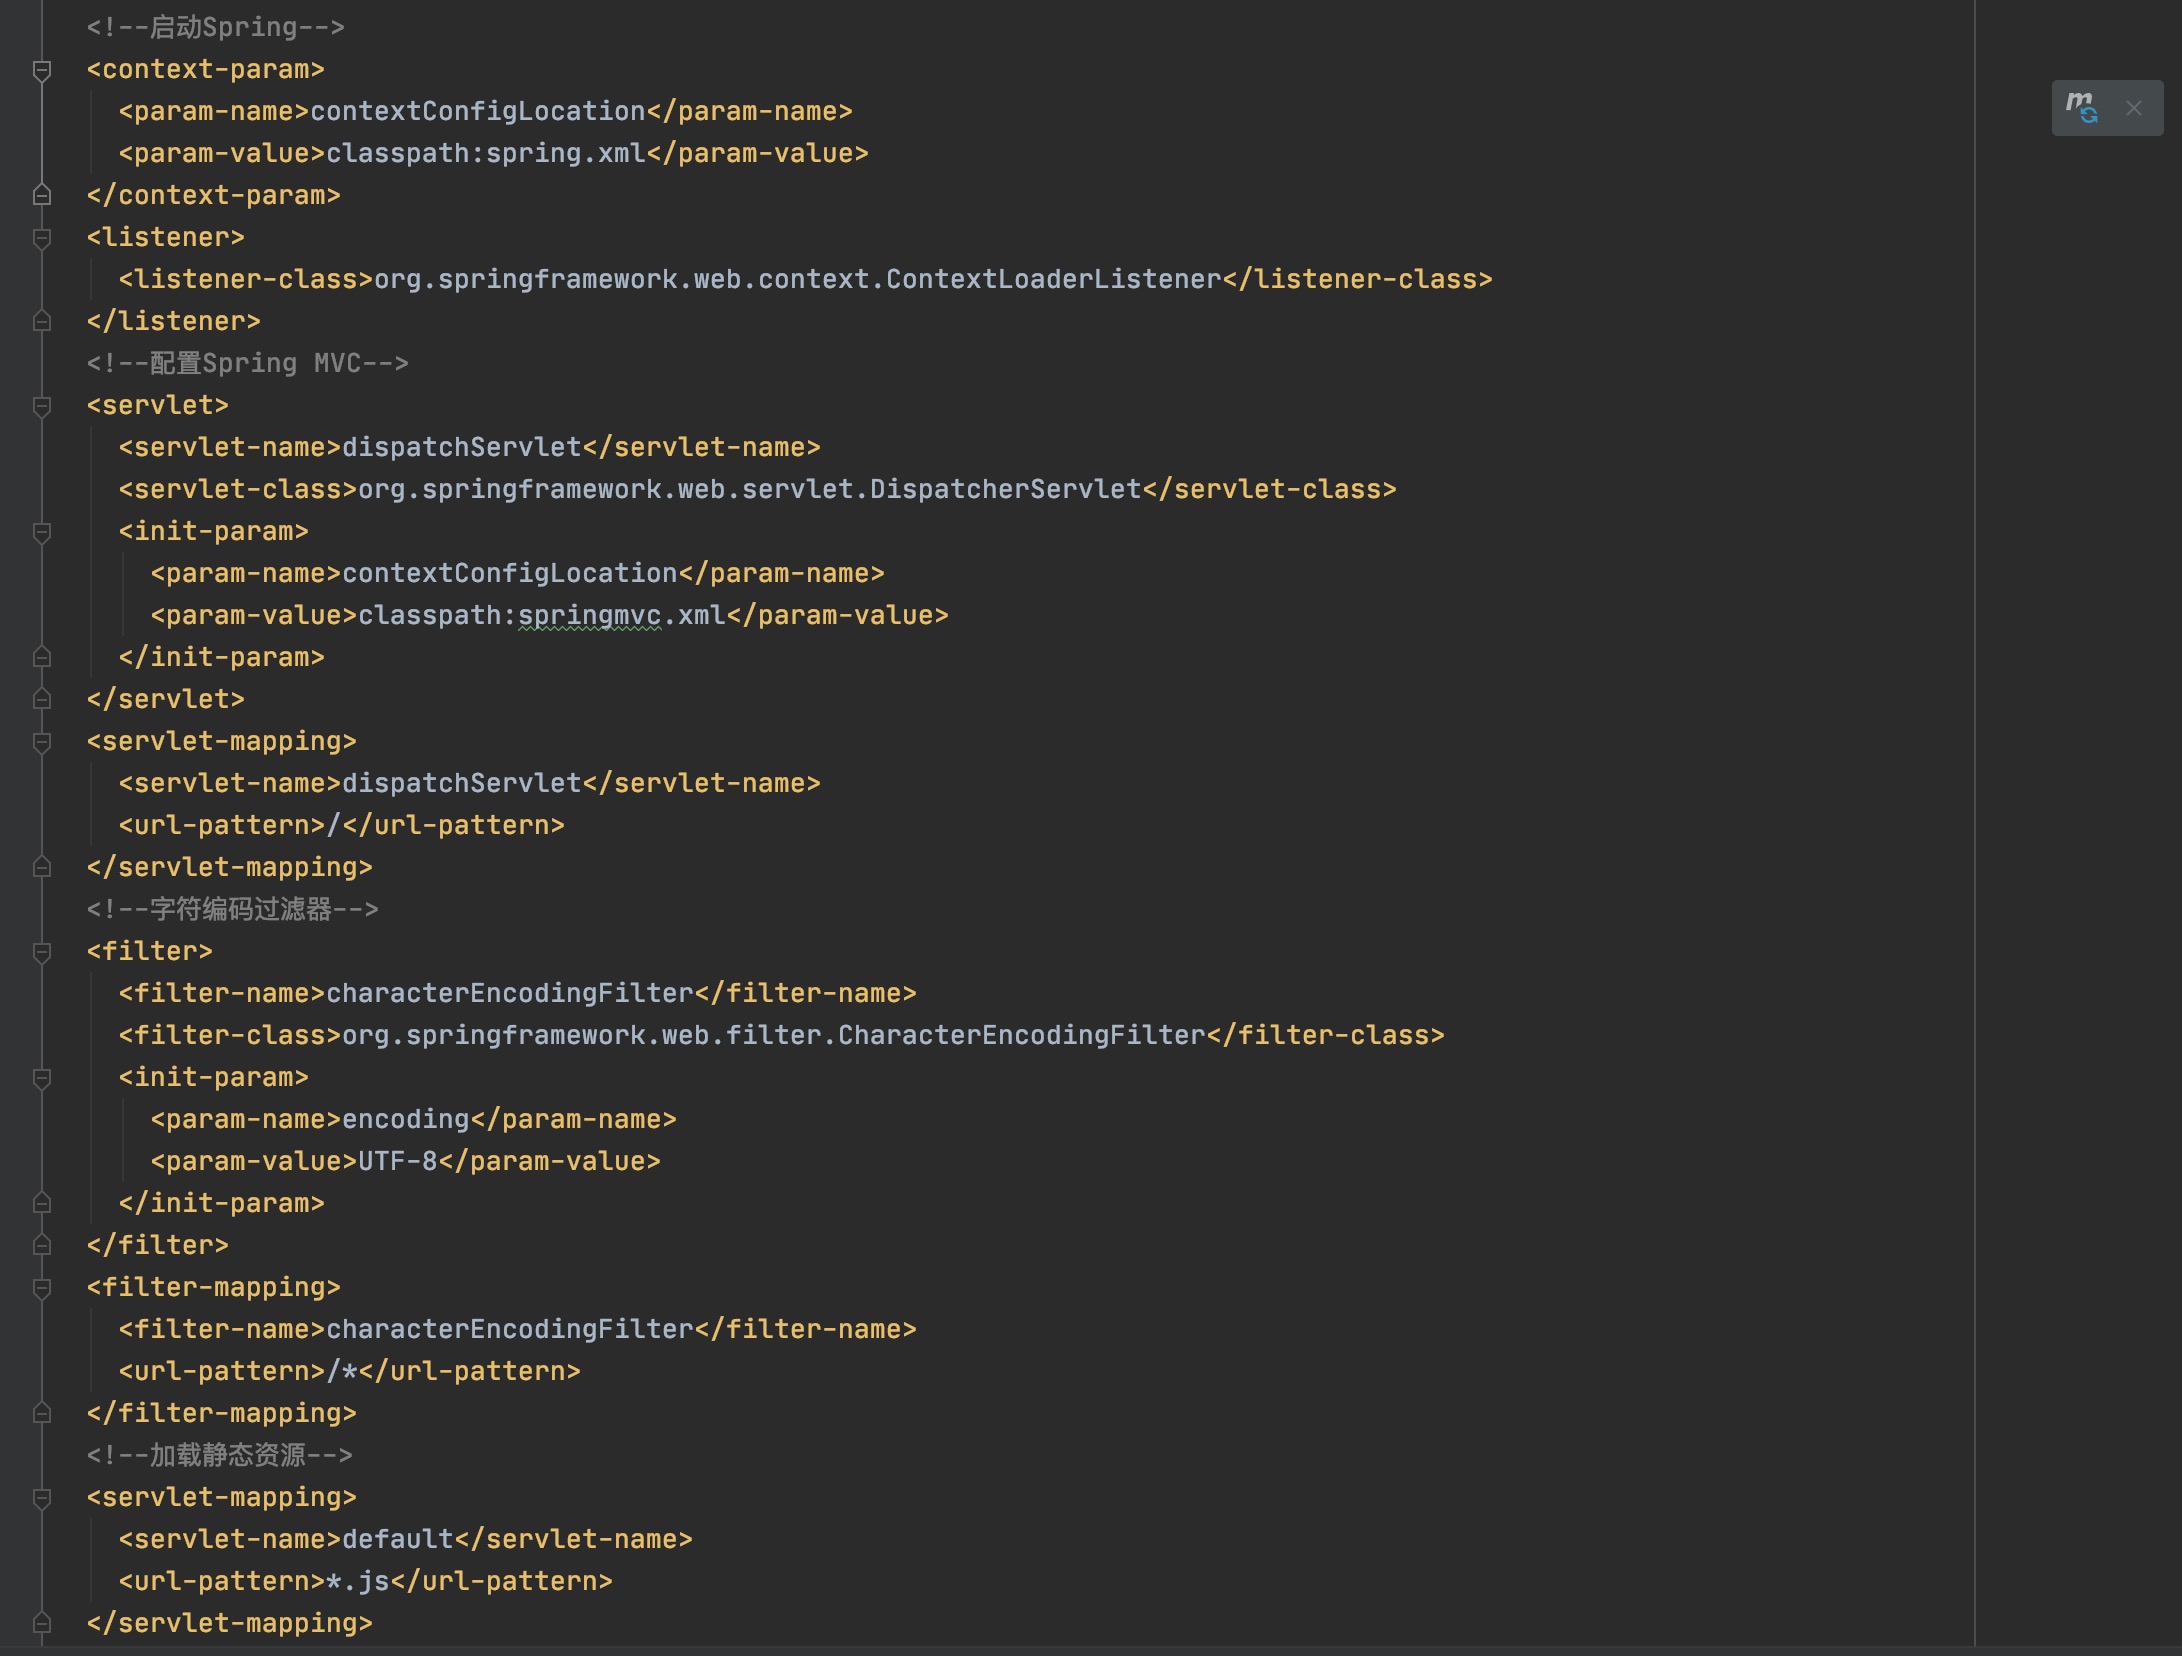 <!--启动Spring-->
<context-param>
  <param-name>contextConfigLocation</param-name>
  <param-value>classpath:spring.xml</param-value>
</context-param>
<listener>
  <listener-class>org.springframework.web.context.ContextLoaderListener</listener-class>
</listener>
<!--配置Spring MVC-->
<servlet>
  <servlet-name>dispatchServlet</servlet-name>
  <servlet-class>org.springframework.web.servlet.DispatcherServlet</servlet-class>
  <init-param>
    <param-name>contextConfigLocation</param-name>
    <param-value>classpath:springmvc.xml</param-value>
  </init-param>
</servlet>
<servlet-mapping>
  <servlet-name>dispatchServlet</servlet-name>
  <url-pattern>/</url-pattern>
</servlet-mapping>
<!--字符编码过滤器-->
<filter>
  <filter-name>characterEncodingFilter</filter-name>
  <filter-class>org.springframework.web.filter.CharacterEncodingFilter</filter-class>
  <init-param>
    <param-name>encoding</param-name>
    <param-value>UTF-8</param-value>
  </init-param>
</filter>
<filter-mapping>
  <filter-name>characterEncodingFilter</filter-name>
  <url-pattern>/*</url-pattern>
</filter-mapping>
<!--加载静态资源-->
<servlet-mapping>
  <servlet-name>default</servlet-name>
  <url-pattern>*.js</url-pattern>
</servlet-mapping>
m